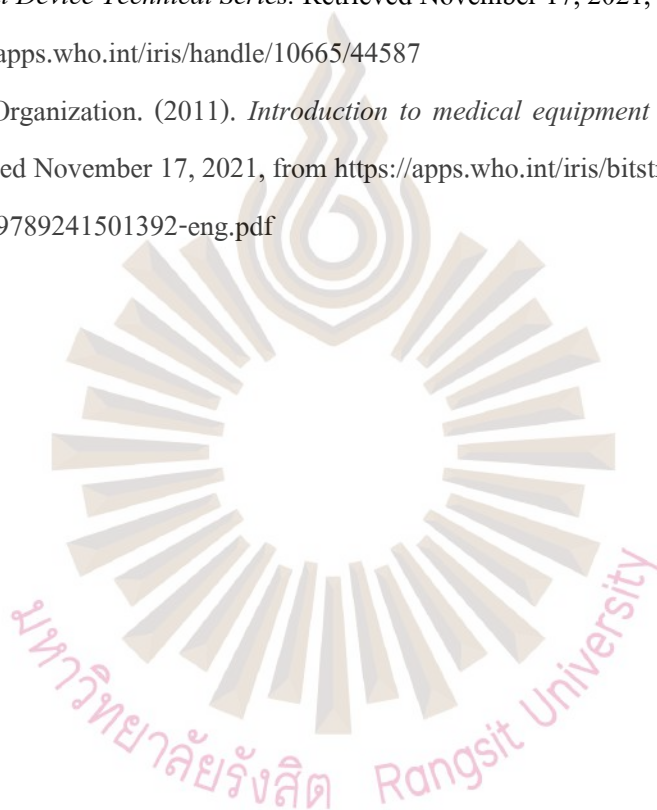 Device Technical Series. Retrieved November 17, 2021,
apps.who.int/iris/handle/10665/44587
Organization. (2011). Introduction to medical equipment
ed November 17, 2021, from https://apps.who.int/iris/bitst
9789241501392-eng.pdf
มหาวิทยาลัยรังสิต Rangsit University